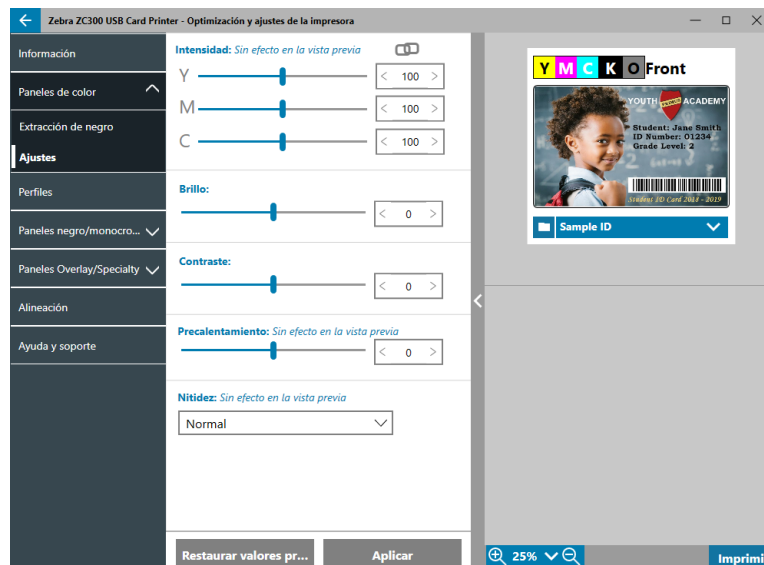 Zebra ZC300 USB Card Printer - Optimización y ajustes de la impresora
Información
Paneles de color
Extracción de negro
Ajustes
Perfiles
Paneles negro/monocro...
Paneles Overlay/Specialty
Alineación
Ayuda y soporte
Intensidad: Sin efecto en la vista previa
Y 100
M 100
C 100
Brillo:
0
Contraste:
0
Precalentamiento: Sin efecto en la vista previa
0
Nitidez: Sin efecto en la vista previa
Normal
Restaurar valores pr... Aplicar
Y M C K O Front
YOUTH ACADEMY
Student: Jane Smith
ID Number: 01234
Grade Level: 2
Student ID Card 2018 - 2019
Sample ID
25%
Imprimi